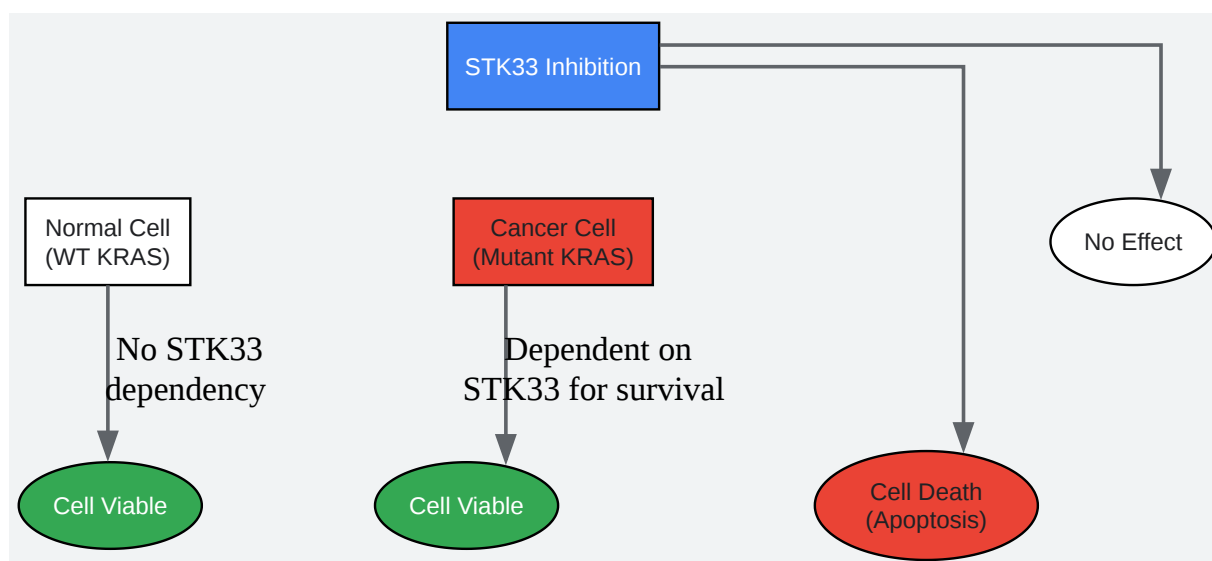 STK33 Inhibition
Normal Cell
(WT KRAS)
Cancer Cell
(Mutant KRAS)
No Effect
No STK33
dependency
Dependent on
STK33 for survival
Cell Viable
Cell Viable
Cell Death
(Apoptosis)